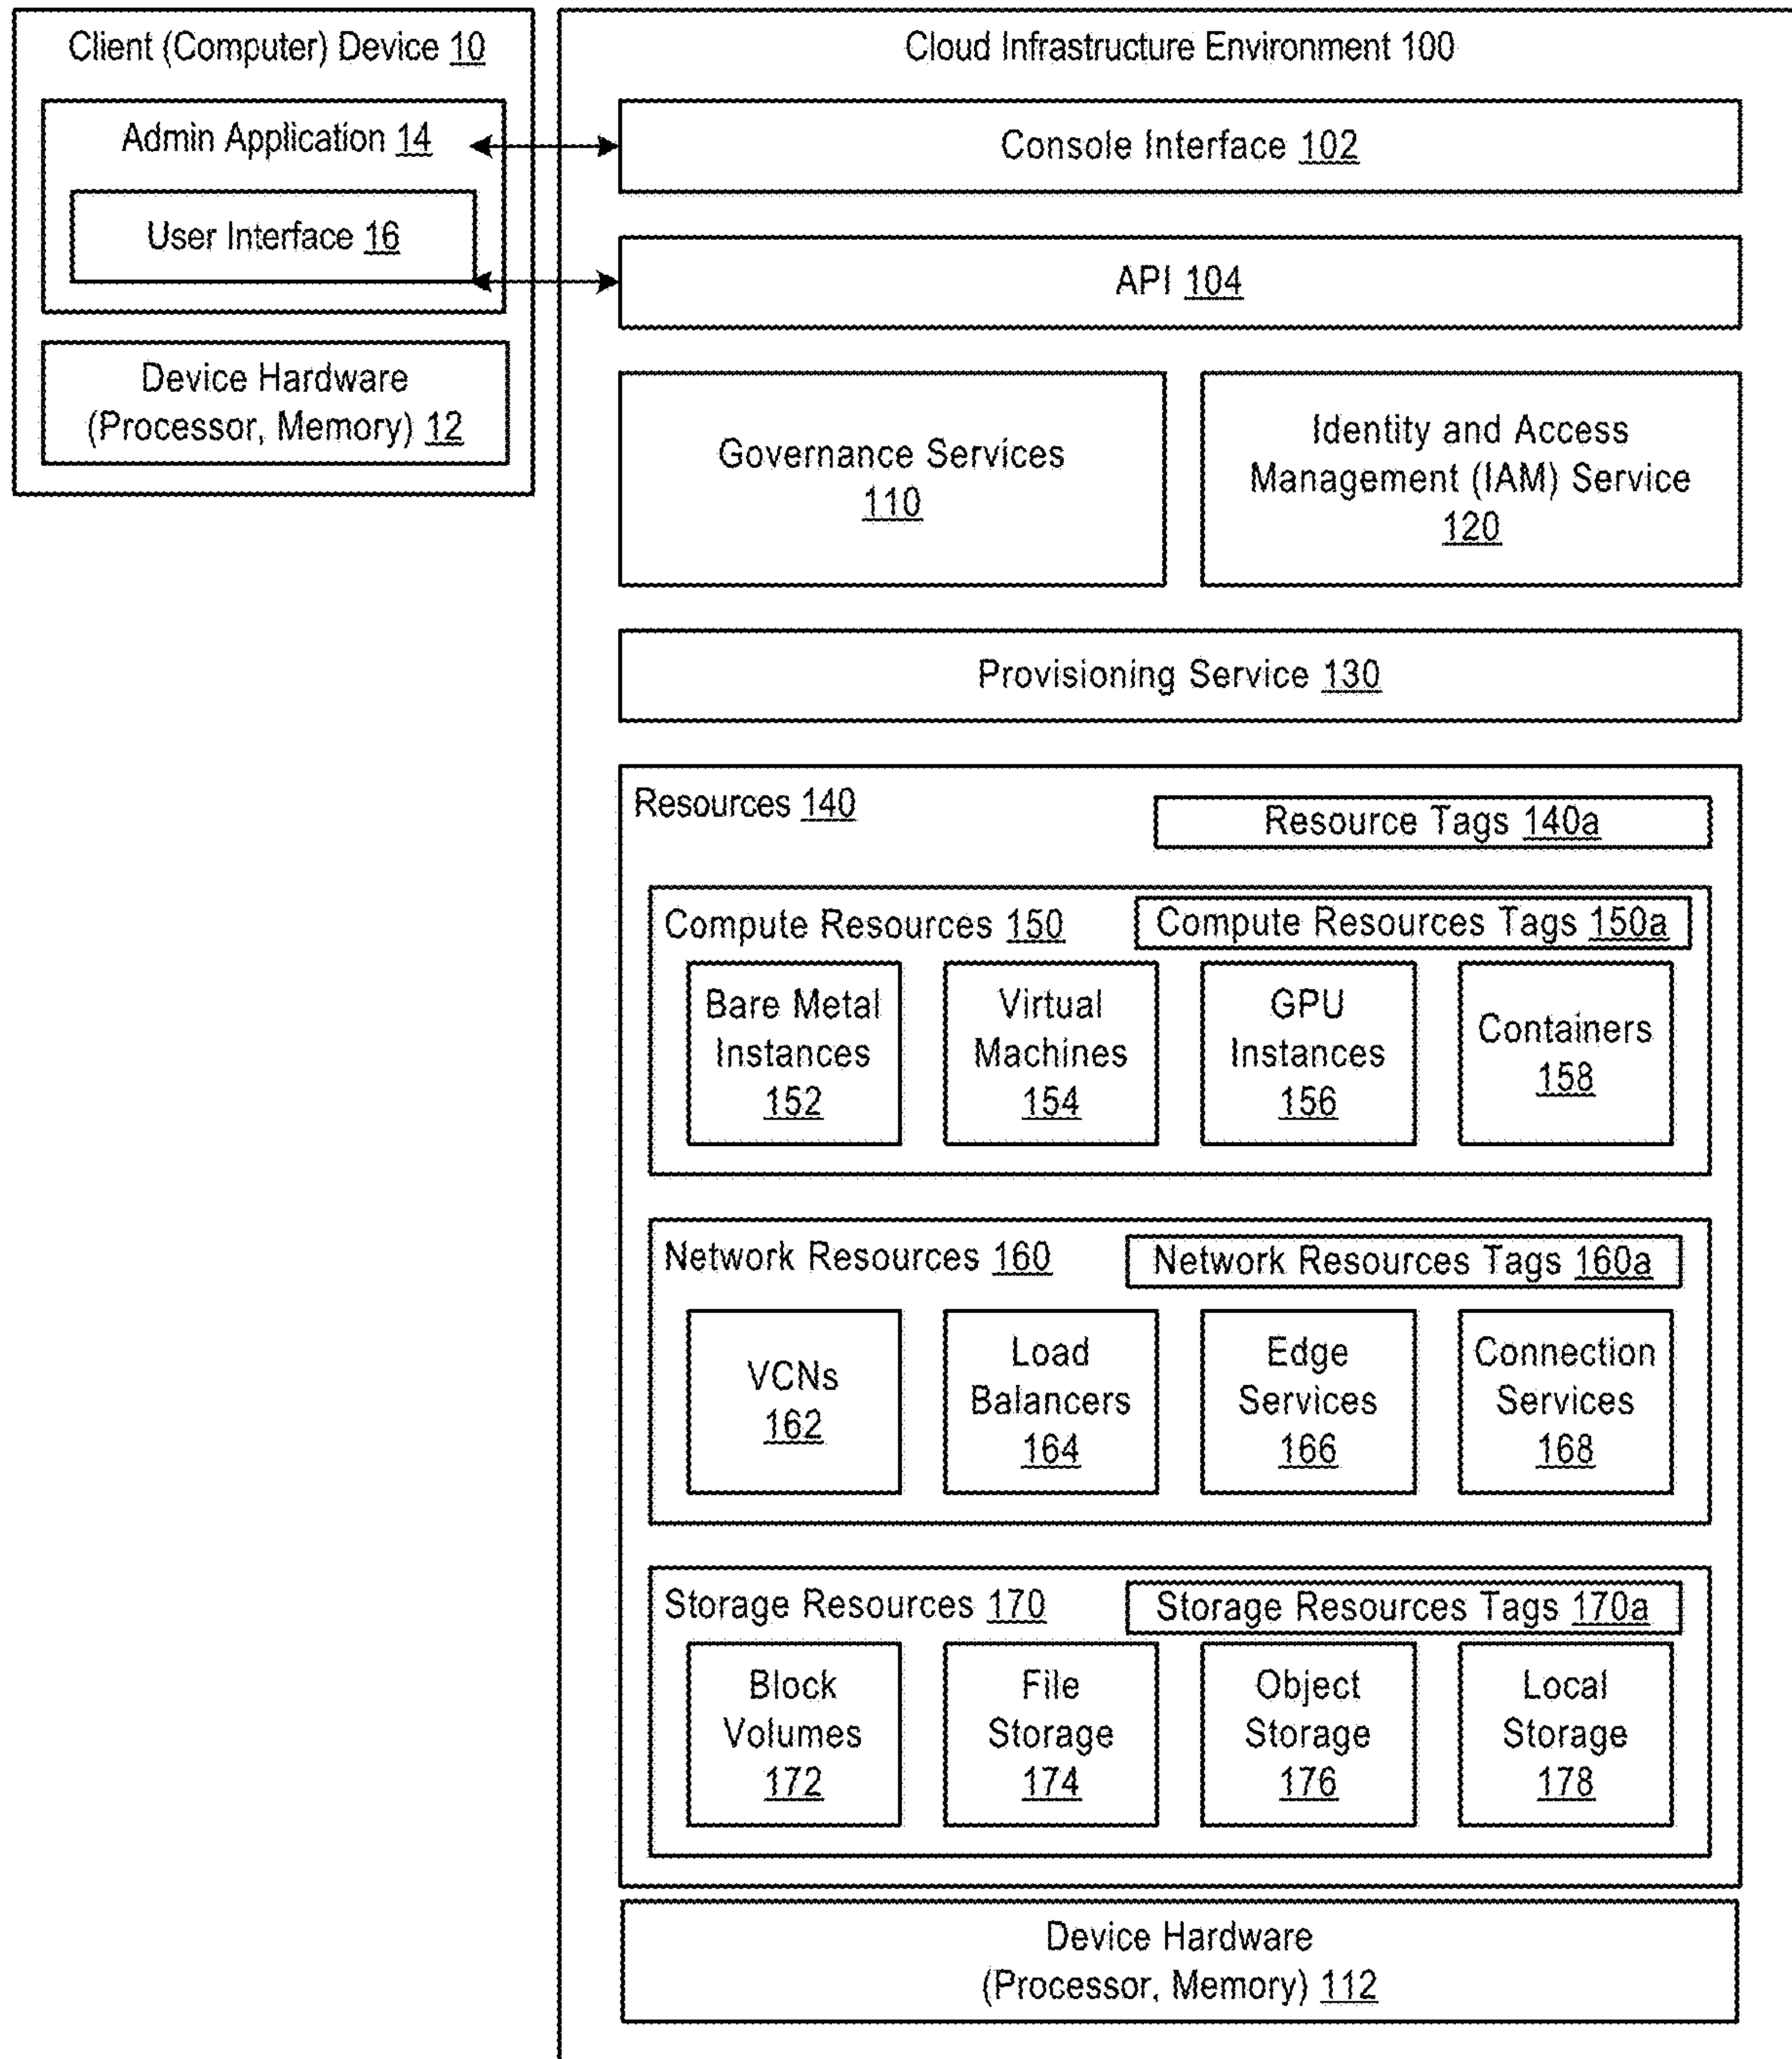 Client (Computer) Device 10
Admin Application 14
User Interface 16
Device Hardware
(Processor, Memory) 12
Cloud Infrastructure Environment 100
Console Interface 102
API 104
Governance Services
110
Identity and Access
Management (IAM) Service
120
Provisioning Service 130
Resources 140
Resource Tags 140a
Compute Resources 150
Compute Resources Tags 150a
Bare Metal
Instances
152
Virtual
Machines
154
GPU
Instances
156
Containers
158
Network Resources 160
Network Resources Tags 160a
VCNs
162
Load
Balancers
164
Edge
Services
166
Connection
Services
168
Storage Resources 170
Storage Resources Tags 170a
Block
Volumes
172
File
Storage
174
Object
Storage
176
Local
Storage
178
Device Hardware
(Processor, Memory) 112